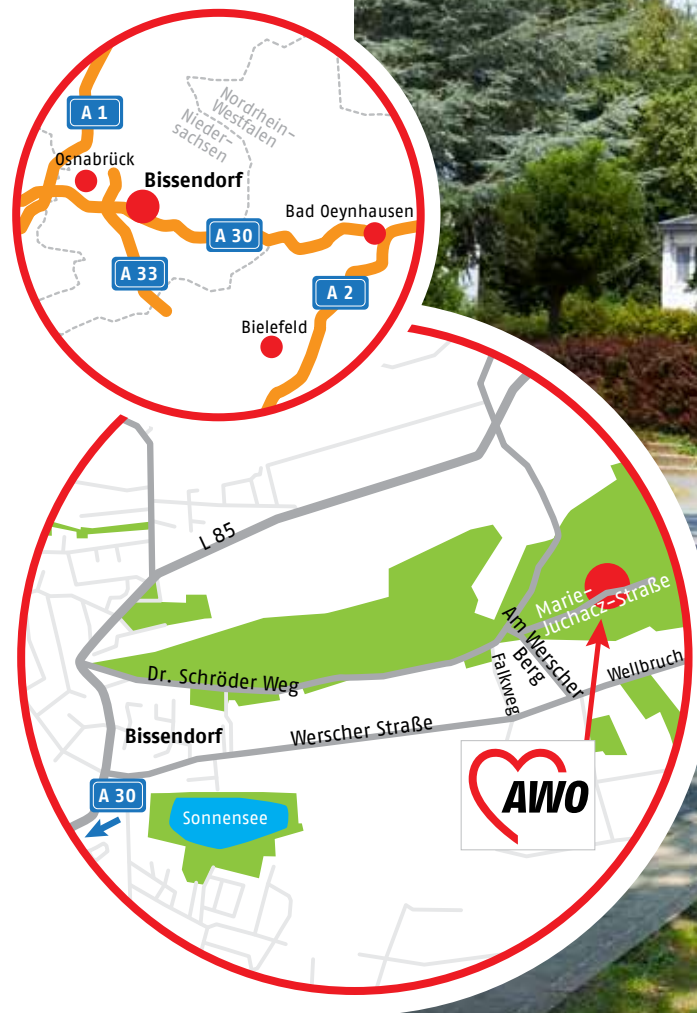 A 1
Nordrhein-
Westfalen
Nieder-
sachsen
Osnabrück
Bissendorf
Bad Oeynhausen
A 30
A 33
A 2
Bielefeld
L 85
Marie-
Juchacz-Straße
Am Werscher
Berg
Falkweg
Wellbruch
Dr. Schröder Weg
Werscher Straße
Bissendorf
A 30
Sonnensee
AWO